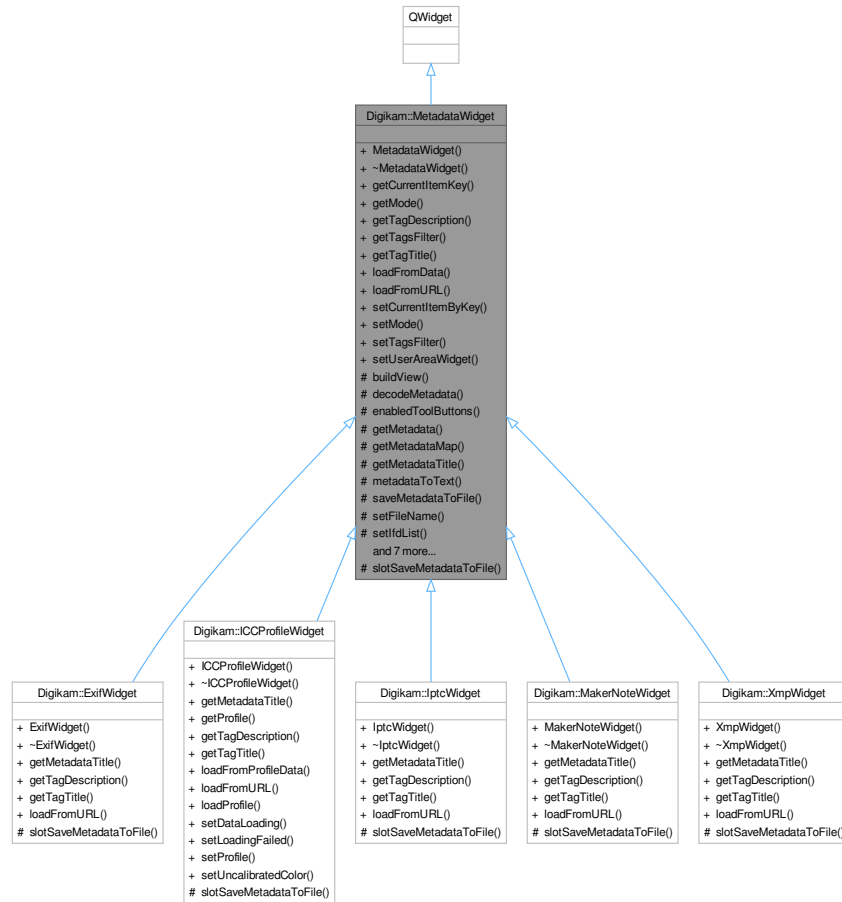 QWidget
Digikam::MetadataWidget
+ MetadataWidget()
+ ~MetadataWidget()
+ getCurrentItemKey()
+ getMode()
+ getTagDescription()
+ getTagsFilter()
+ getTagTitle()
+ loadFromData()
+ loadFromURL()
+ setCurrentItemByKey()
+ setMode()
+ setTagsFilter()
+ setUserAreaWidget()
# buildView()
# decodeMetadata()
# enabledToolButtons()
# getMetadata()
# getMetadataMap()
# getMetadataTitle()
# metadataToText()
# saveMetadataToFile()
# setFileName()
# setIfdList()
and 7 more...
# slotSaveMetadataToFile()
Digikam::ExifWidget
+ ExifWidget()
+ ~ExifWidget()
+ getMetadataTitle()
+ getTagDescription()
+ getTagTitle()
+ loadFromURL()
# slotSaveMetadataToFile()
Digikam::ICCProfileWidget
+ ICCProfileWidget()
+ ~ICCProfileWidget()
+ getMetadataTitle()
+ getProfile()
+ getTagDescription()
+ getTagTitle()
+ loadFromProfileData()
+ loadFromURL()
+ loadProfile()
+ setDataLoading()
+ setLoadingFailed()
+ setProfile()
+ setUncalibratedColor()
# slotSaveMetadataToFile()
Digikam::IptcWidget
+ IptcWidget()
+ ~IptcWidget()
+ getMetadataTitle()
+ getTagDescription()
+ getTagTitle()
+ loadFromURL()
# slotSaveMetadataToFile()
Digikam::MakerNoteWidget
+ MakerNoteWidget()
+ ~MakerNoteWidget()
+ getMetadataTitle()
+ getTagDescription()
+ getTagTitle()
+ loadFromURL()
# slotSaveMetadataToFile()
Digikam::XmpWidget
+ XmpWidget()
+ ~XmpWidget()
+ getMetadataTitle()
+ getTagDescription()
+ getTagTitle()
+ loadFromURL()
# slotSaveMetadataToFile()